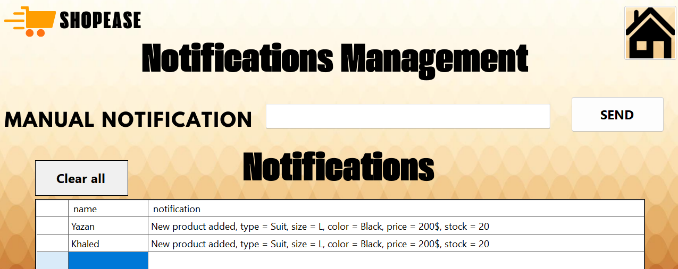 SHOPEASE
Notifications Management
MANUAL NOTIFICATION
SEND
Notifications
Clear all
name notification
Yazan New product added, type = Suit, size = L, color = Black, price = 200$, stock = 20
Khaled New product added, type = Suit, size = L, color = Black, price = 200$, stock = 20